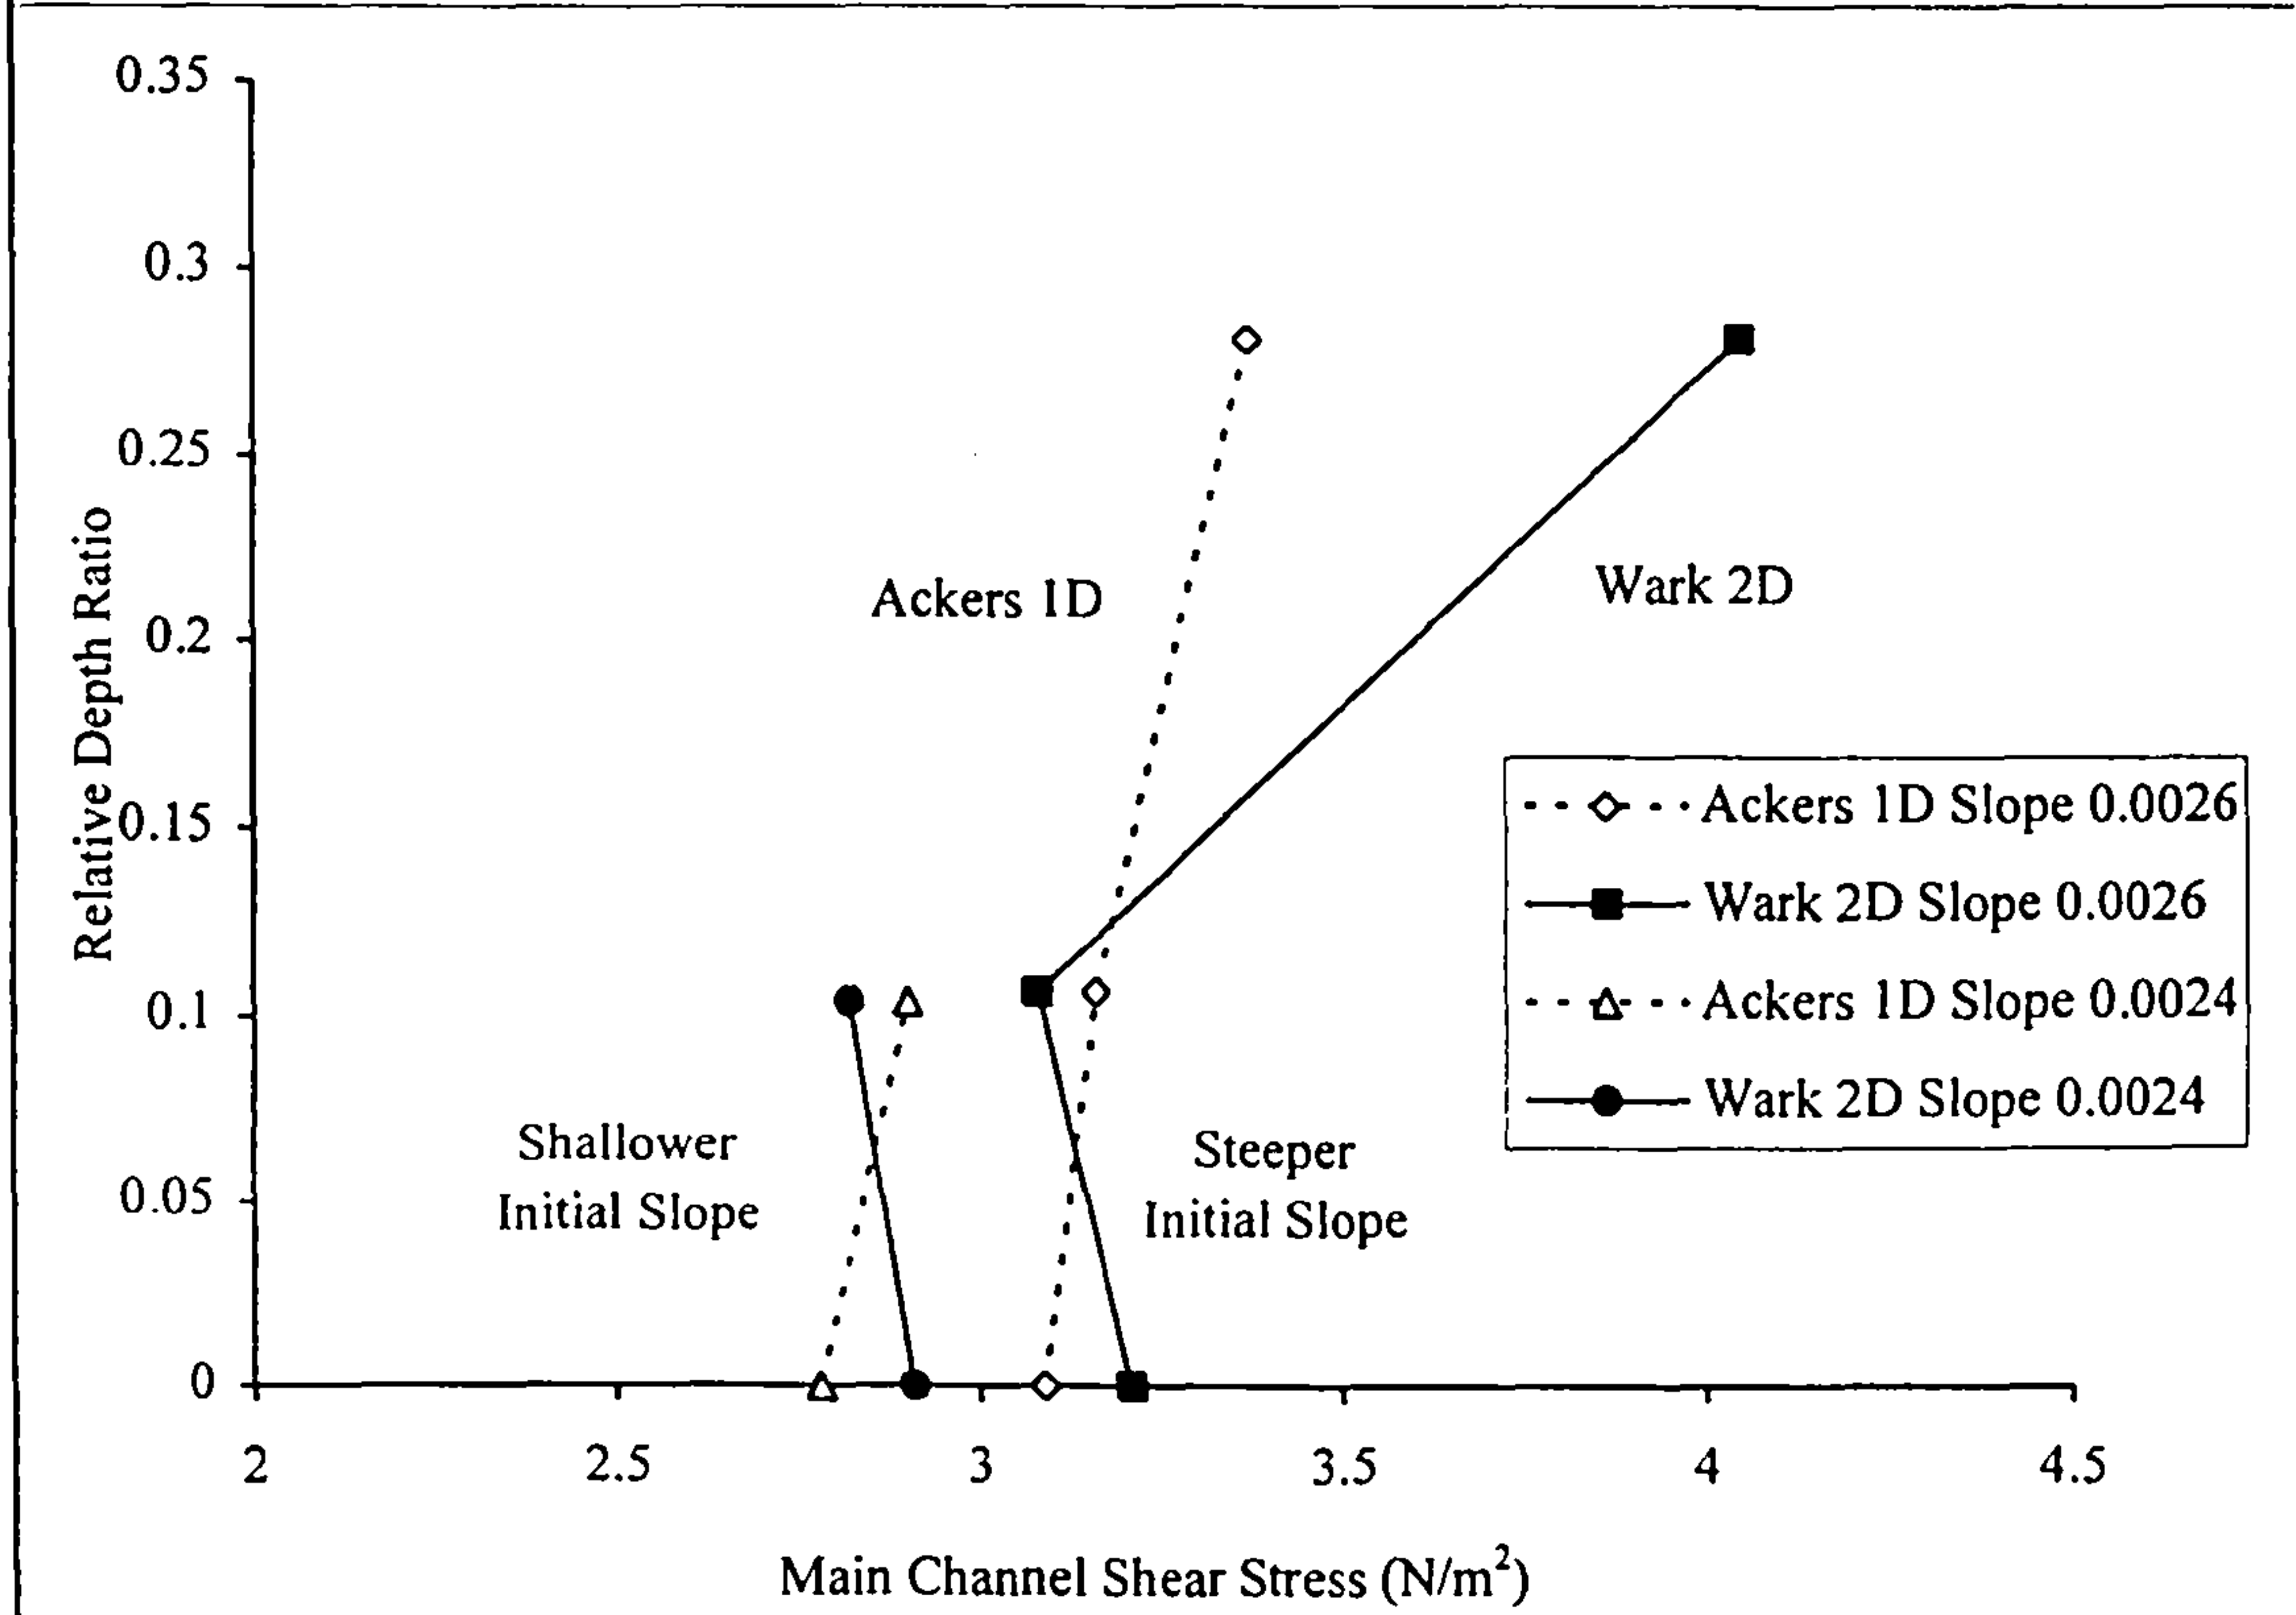 0.35
0.3
0.25
0.2
0.15
0.1
0.05
0
Relative Depth Ratio
Ackers 1D
Wark 2D
Shallower
Initial Slope
Steeper
Initial Slope
Ackers 1D Slope 0.0026
Wark 2D Slope 0.0026
Ackers 1D Slope 0.0024
Wark 2D Slope 0.0024
2 2.5 3 3.5 4 4.5
Main Channel Shear Stress (N/m²)